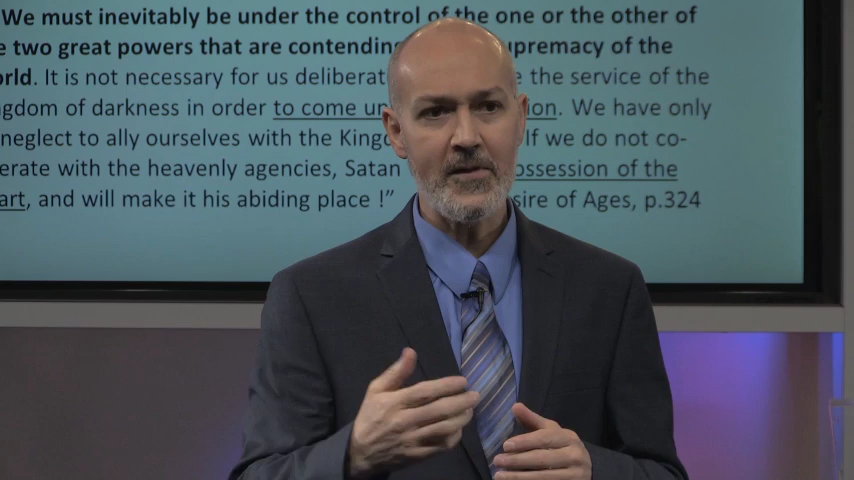 We must inevitably be under the control of the one or the other of
e two great powers that are contending upremacy of the
orld. It is not necessary for us deliberat e the service of the
ngdom of darkness in order to come un ion. We have only
neglect to ally ourselves with the Kingd If we do not co-
erate with the heavenly agencies, Satan ossession of the
art, and will make it his abiding place !" sire of Ages, p.324